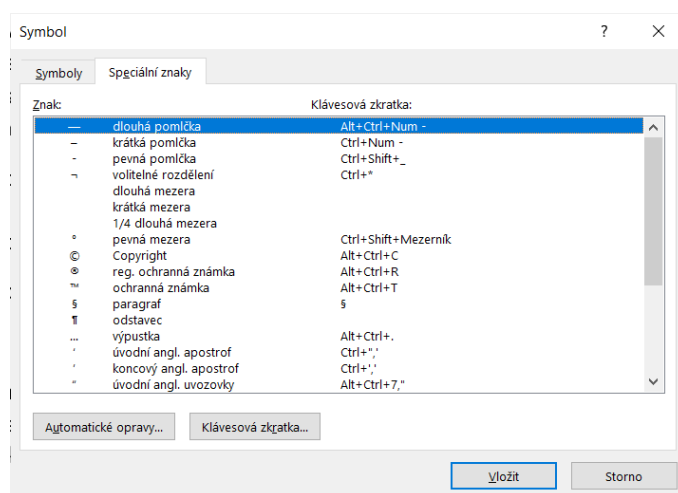 Symbol ? ×
Symboly Speciální znaky
Znak: Klávesová zkratka:
— dlouhá pomlčka Alt+Ctrl+Num -
– krátká pomlčka Ctrl+Num -
- pevná pomlčka Ctrl+Shift+_
¬ volitelné rozdělení Ctrl+*
dlouhá mezera
krátká mezera
1/4 dlouhá mezera
° pevná mezera Ctrl+Shift+Mezerník
© Copyright Alt+Ctrl+C
® reg. ochranná známka Alt+Ctrl+R
™ ochranná známka Alt+Ctrl+T
§ paragraf §
¶ odstavec
… výpustka Alt+Ctrl+.
‘ úvodní angl. apostrof Ctrl+",'
’ koncový angl. apostrof Ctrl+','
“ úvodní angl. uvozovky Alt+Ctrl+7,"
Automatické opravy... Klávesová zkratka...
Vložit Storno